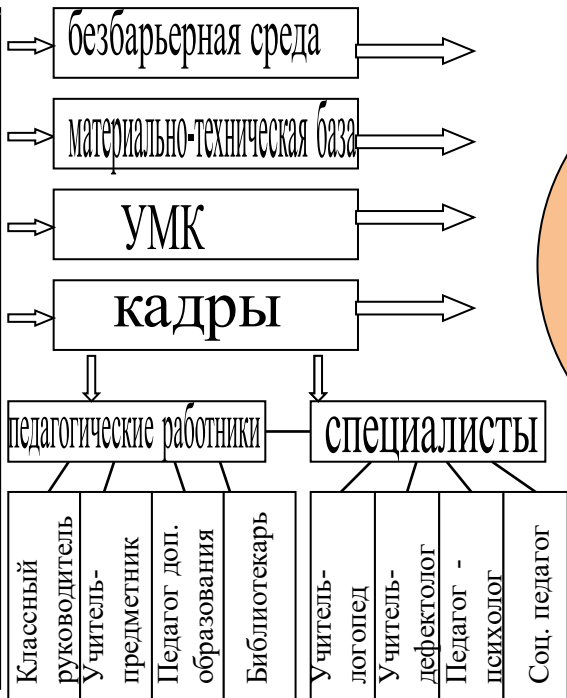 безбарьерная среда
материально-техническая база
УМК
кадры
педагогические работники
специалисты
Классный
руководитель
Учитель-
предметник
Педагог доп.
образования
Библиотекарь
Учитель-
логопед
Учитель-
дефектолог
Педагог -
психолог
Соц. педагог